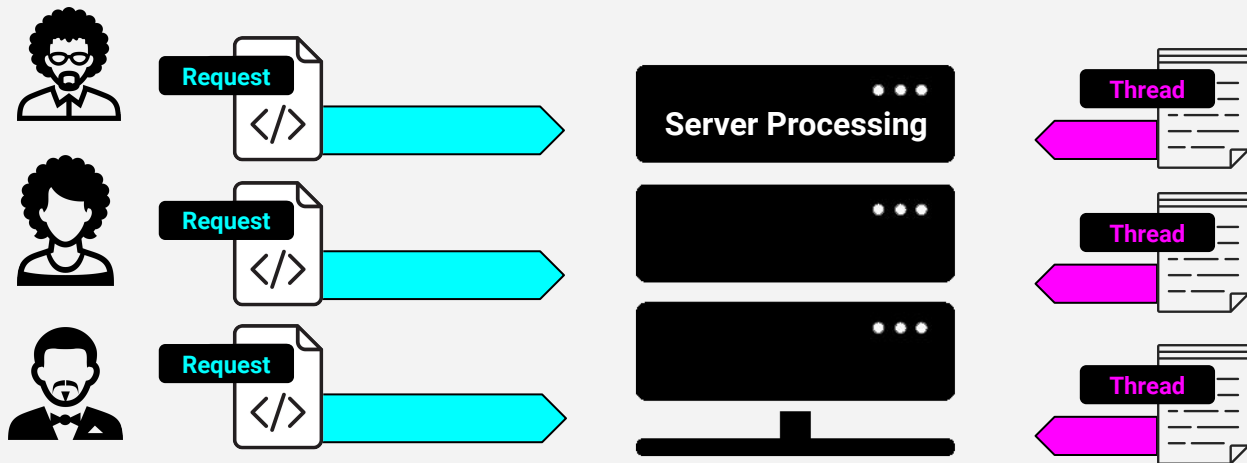 Request
Server Processing
Thread
Request
Thread
Request
Thread